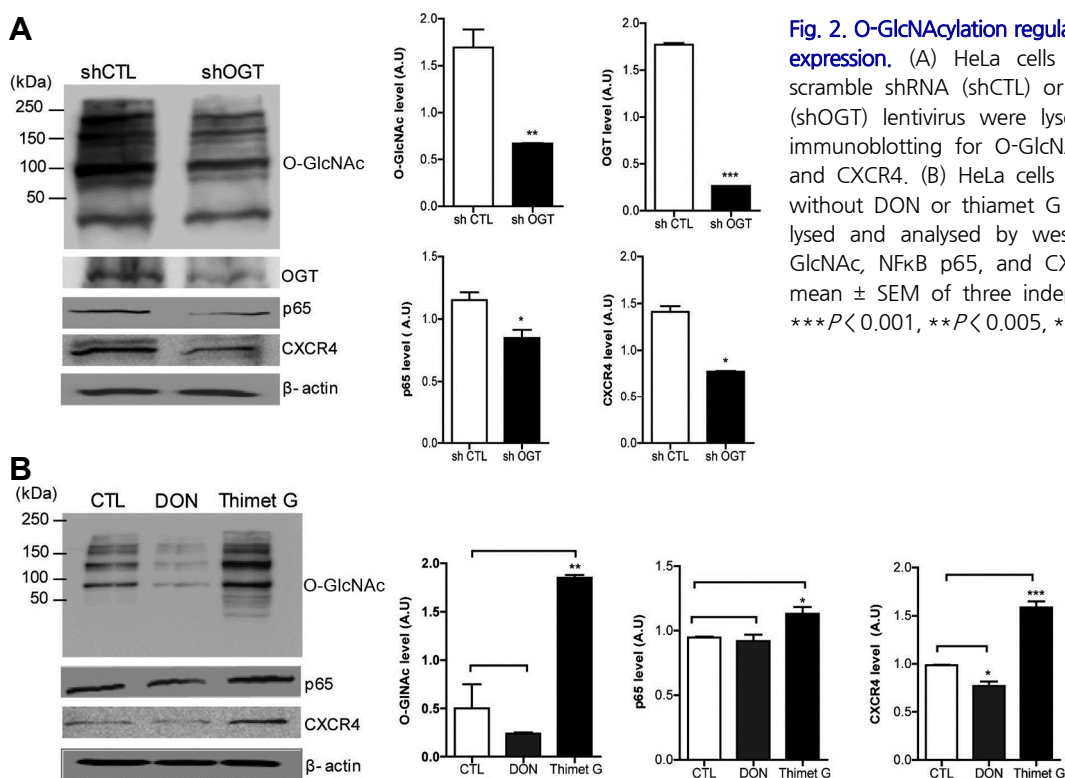 A
shCTL shOGT
(kDa)
250
150
100
50
O-GlcNAc
OGT
p65
CXCR4
β- actin
O-GlcNAc level (A.U)
2.0
1.5
1.0
0.5
0.0
**
sh CTL sh OGT
OGT level (A.U)
2.0
1.5
1.0
0.5
0.0
***
sh CTL sh OGT
p65 level ( A.U)
1.5
1.0
0.5
0.0
*
sh CTL sh OGT
CXCR4 level (A.U)
2.0
1.5
1.0
0.5
0.0
*
sh CTL sh OGT
Fig. 2. O-GlcNAcylation regula
expression. (A) HeLa cells
scramble shRNA (shCTL) or
(shOGT) lentivirus were lyse
immunoblotting for O-GlcNA
and CXCR4. (B) HeLa cells
without DON or thiamet G
lysed and analysed by wes
GlcNAc, NFκB p65, and CX
mean ± SEM of three indep
***P< 0.001, **P< 0.005, *
B
(kDa)
CTL DON Thimet G
250
150
100
50
O-GlcNAc
p65
CXCR4
β- actin
O-GlNAc level (A.U)
2.0
1.5
1.0
0.5
0.0
**
CTL DON Thimet G
p65 level (A.U)
1.5
1.0
0.5
0.0
*
CTL DON Thimet G
CXCR4 level (A.U)
2.0
1.5
1.0
0.5
0.0
*
***
CTL DON Thimet G